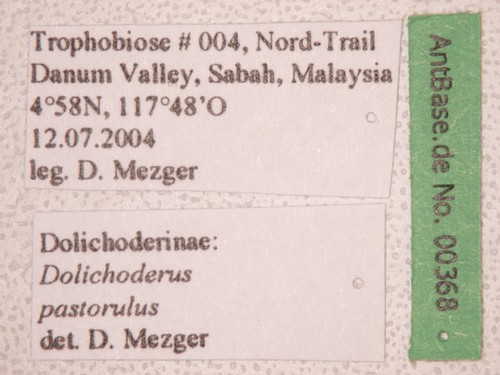 Trophobiose # 004, Nord-Trail
Danum Valley, Sabah, Malaysia
4°58N, 117°48'O
12.07.2004
leg. D. Mezger
Dolichoderinae:
Dolichoderus
pastorulus
det. D. Mezger
AntBase.de No. 00368